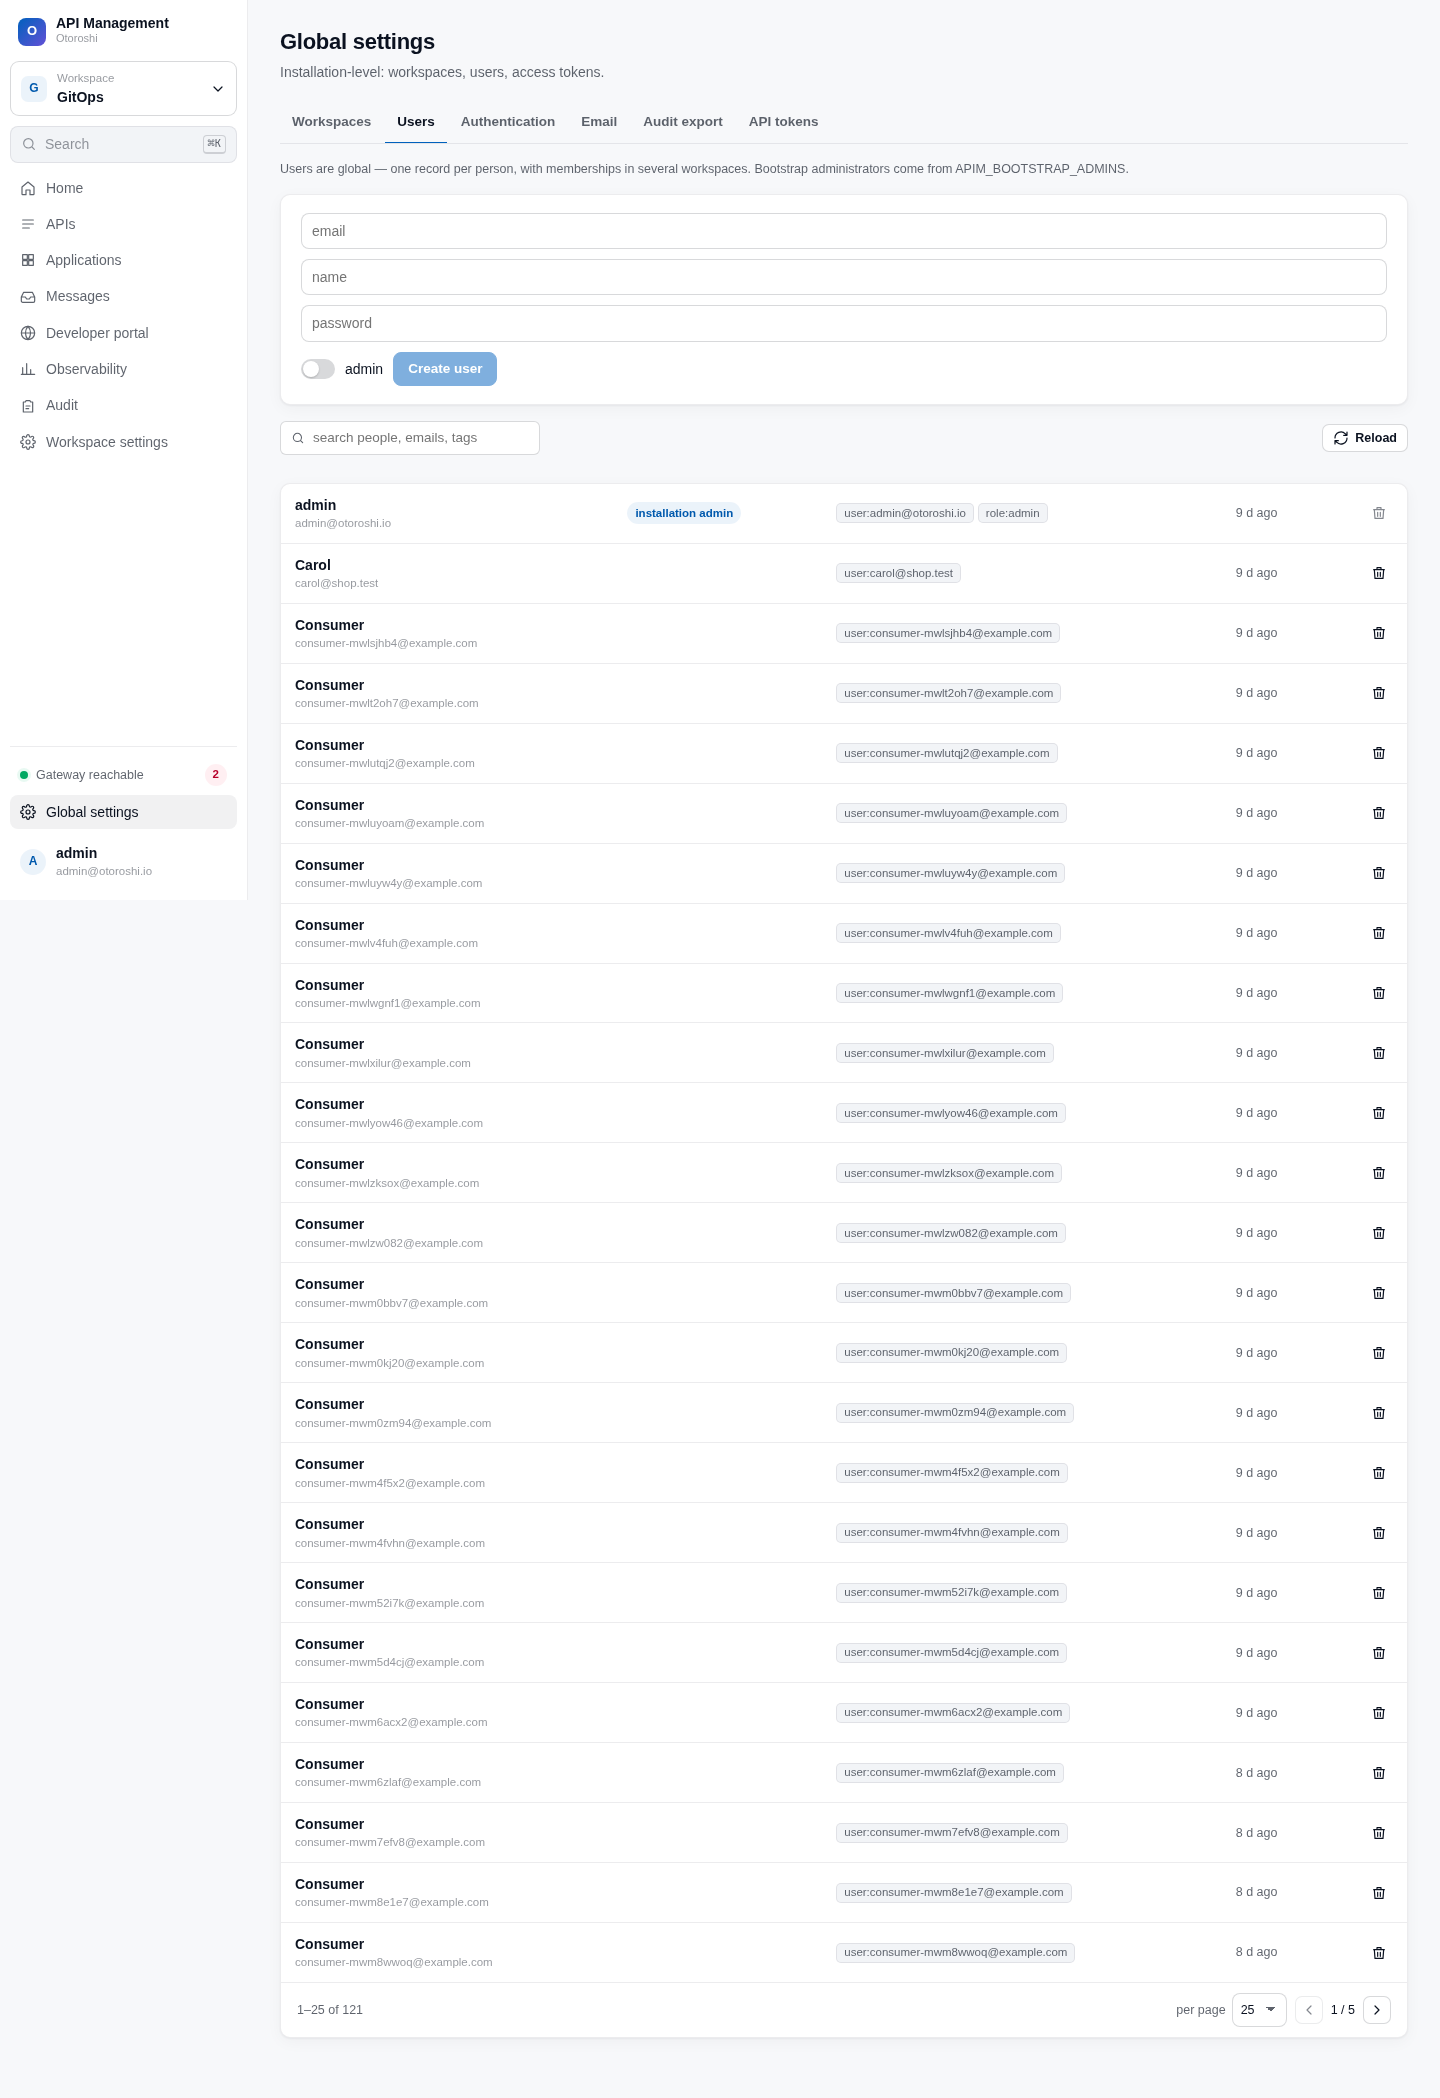 O
API Management
Otoroshi
G
Workspace
GitOps
Search
⌘K
Home
APIs
Applications
Messages
Developer portal
Observability
Audit
Workspace settings
Gateway reachable
2
Global settings
A
admin
admin@otoroshi.io
Global settings
Installation-level: workspaces, users, access tokens.
Workspaces Users Authentication Email Audit export API tokens
Users are global — one record per person, with memberships in several workspaces. Bootstrap administrators come from APIM_BOOTSTRAP_ADMINS.
email
name
password
admin Create user
search people, emails, tags
Reload
admin
admin@otoroshi.io
installation admin user:admin@otoroshi.io role:admin 9 d ago
Carol
carol@shop.test
user:carol@shop.test 9 d ago
Consumer
consumer-mwlsjhb4@example.com
user:consumer-mwlsjhb4@example.com 9 d ago
Consumer
consumer-mwlt2oh7@example.com
user:consumer-mwlt2oh7@example.com 9 d ago
Consumer
consumer-mwlutqj2@example.com
user:consumer-mwlutqj2@example.com 9 d ago
Consumer
consumer-mwluyoam@example.com
user:consumer-mwluyoam@example.com 9 d ago
Consumer
consumer-mwluyw4y@example.com
user:consumer-mwluyw4y@example.com 9 d ago
Consumer
consumer-mwlv4fuh@example.com
user:consumer-mwlv4fuh@example.com 9 d ago
Consumer
consumer-mwlwgnf1@example.com
user:consumer-mwlwgnf1@example.com 9 d ago
Consumer
consumer-mwlxilur@example.com
user:consumer-mwlxilur@example.com 9 d ago
Consumer
consumer-mwlyow46@example.com
user:consumer-mwlyow46@example.com 9 d ago
Consumer
consumer-mwlzksox@example.com
user:consumer-mwlzksox@example.com 9 d ago
Consumer
consumer-mwlzw082@example.com
user:consumer-mwlzw082@example.com 9 d ago
Consumer
consumer-mwm0bbv7@example.com
user:consumer-mwm0bbv7@example.com 9 d ago
Consumer
consumer-mwm0kj20@example.com
user:consumer-mwm0kj20@example.com 9 d ago
Consumer
consumer-mwm0zm94@example.com
user:consumer-mwm0zm94@example.com 9 d ago
Consumer
consumer-mwm4f5x2@example.com
user:consumer-mwm4f5x2@example.com 9 d ago
Consumer
consumer-mwm4fvhn@example.com
user:consumer-mwm4fvhn@example.com 9 d ago
Consumer
consumer-mwm52i7k@example.com
user:consumer-mwm52i7k@example.com 9 d ago
Consumer
consumer-mwm5d4cj@example.com
user:consumer-mwm5d4cj@example.com 9 d ago
Consumer
consumer-mwm6acx2@example.com
user:consumer-mwm6acx2@example.com 9 d ago
Consumer
consumer-mwm6zlaf@example.com
user:consumer-mwm6zlaf@example.com 8 d ago
Consumer
consumer-mwm7efv8@example.com
user:consumer-mwm7efv8@example.com 8 d ago
Consumer
consumer-mwm8e1e7@example.com
user:consumer-mwm8e1e7@example.com 8 d ago
Consumer
consumer-mwm8wwoq@example.com
user:consumer-mwm8wwoq@example.com 8 d ago
1–25 of 121
per page 25 1 / 5